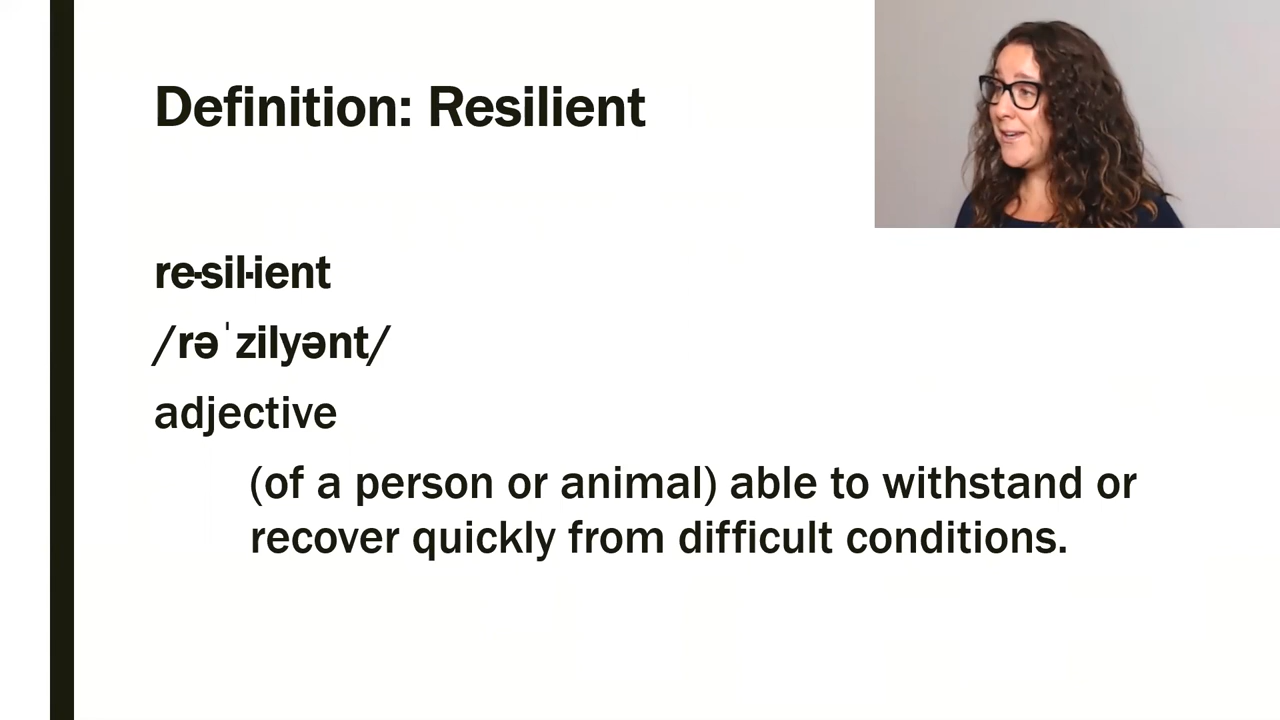 Definition: Resilient
re·sil·ient
/rəˈzilyənt/
adjective
(of a person or animal) able to withstand or
recover quickly from difficult conditions.